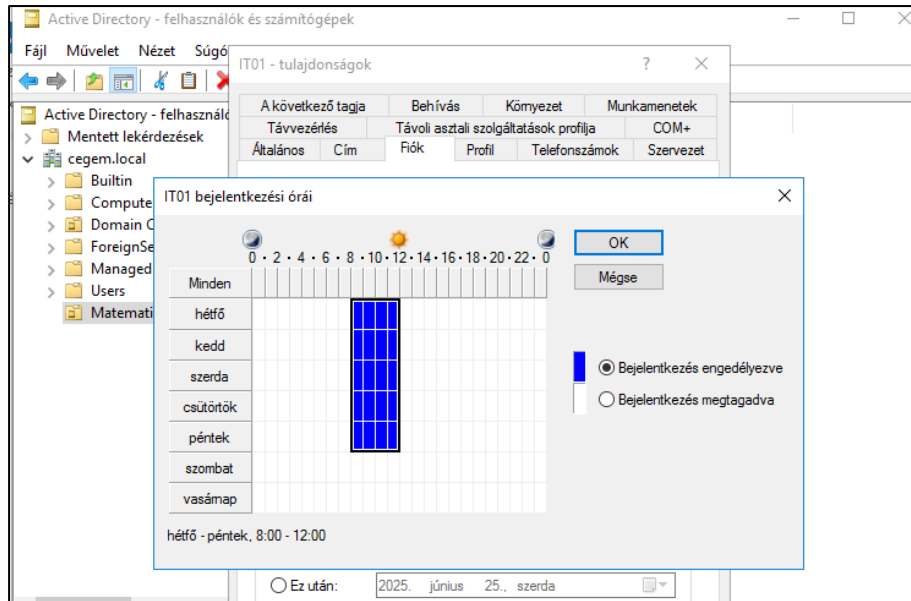 Active Directory - felhasználók és számítógépek
Fájl Művelet Nézet Súgó
IT01 - tulajdonságok ?
A következő tagja Behívás Környezet Munkamenetek
Távvezérlés Távoli asztali szolgáltatások profilja COM+
Általános Cím Fiók Profil Telefonszámok Szervezet
Active Directory - felhasználó
Mentett lekérdezések
cegem.local
Builtin
Compute
Domain C
ForeignSe
Managed
Users
Matemati
IT01 bejelentkezési órái
0 · 2 · 4 · 6 · 8 · 10 · 12 · 14 · 16 · 18 · 20 · 22 · 0
Minden
hétfő
kedd
szerda
csütörtök
péntek
szombat
vasárnap
OK
Mégse
Bejelentkezés engedélyezve
Bejelentkezés megtagadva
hétfő - péntek, 8:00 - 12:00
Ez után: 2025. június 25., szerda